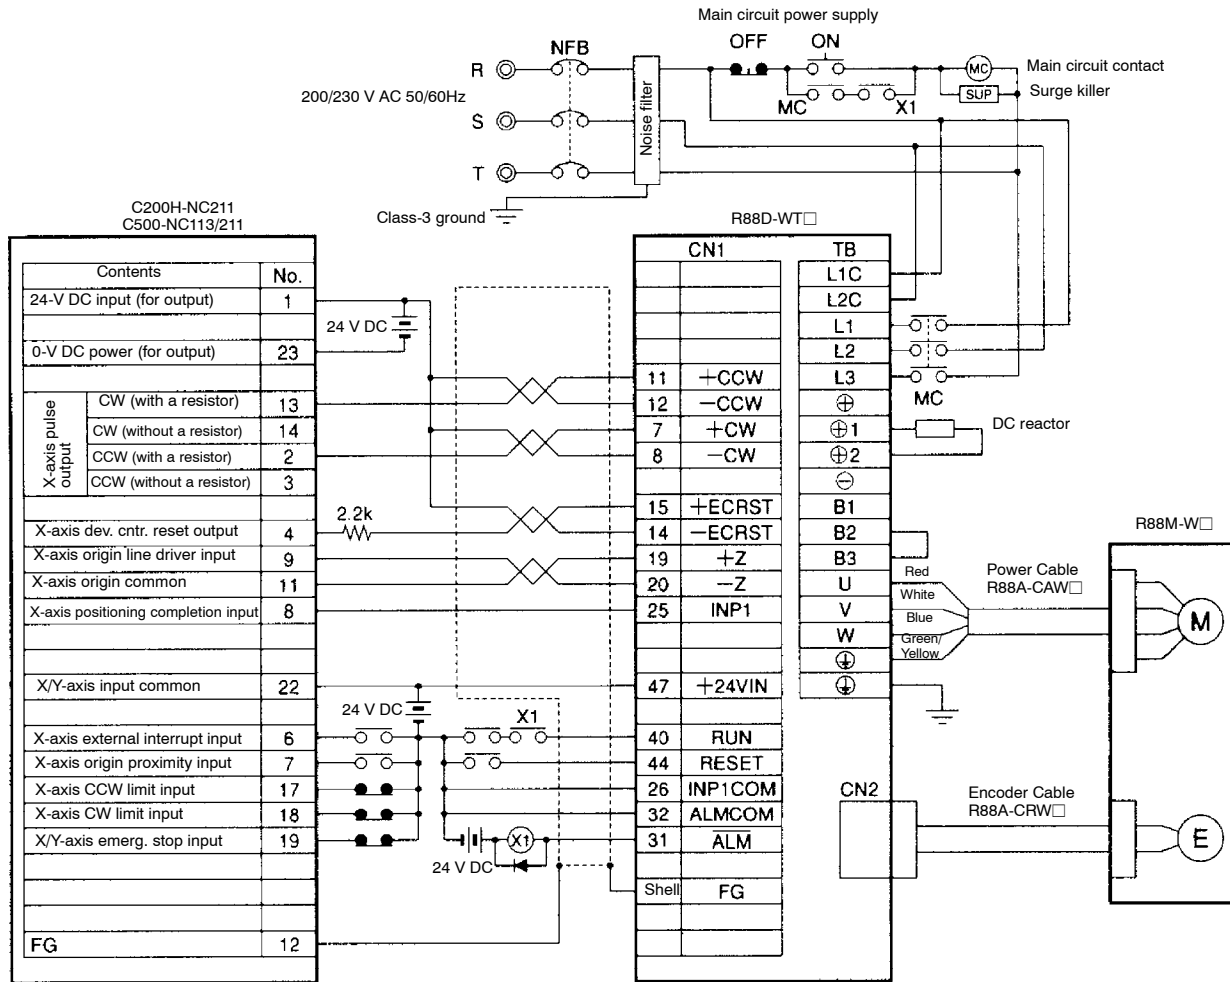 Main circuit power supply
NFB
OFF
ON
R
Noise filter
MC
Main circuit contact
200/230 V AC 50/60Hz
SUP
Surge killer
MC
X1
S
T
Class-3 ground
C200H-NC211
C500-NC113/211
R88D-WT□
CN1
TB
Contents
No.
L1C
24-V DC input (for output)
1
L2C
24 V DC
L1
0-V DC power (for output)
23
L2
11
+CCW
L3
X-axis pulse output
CW (with a resistor)
13
12
−CCW
⊕
MC
CW (without a resistor)
14
7
+CW
⊕1
DC reactor
CCW (with a resistor)
2
8
−CW
⊕2
CCW (without a resistor)
3
⊖
15
+ECRST
B1
X-axis dev. cntr. reset output
4
2.2k
14
−ECRST
B2
R88M-W□
X-axis origin line driver input
9
19
+Z
B3
X-axis origin common
11
20
−Z
U
Red
Power Cable
R88A-CAW□
X-axis positioning completion input
8
25
INP1
V
White
M
W
Blue
Green/
Yellow
X/Y-axis input common
22
47
+24VIN
24 V DC
X-axis external interrupt input
6
X1
40
RUN
X-axis origin proximity input
7
44
RESET
X-axis CCW limit input
17
26
INP1COM
CN2
Encoder Cable
R88A-CRW□
X-axis CW limit input
18
32
ALMCOM
X/Y-axis emerg. stop input
19
X1
31
ALM
E
24 V DC
Shell
FG
FG
12